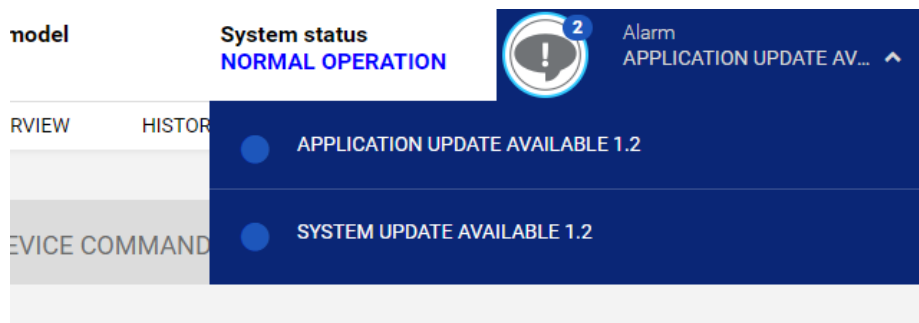 model
System status
NORMAL OPERATION
2
!
Alarm
APPLICATION UPDATE AV...
RVIEW
HISTOR
APPLICATION UPDATE AVAILABLE 1.2
EVICE COMMAND
SYSTEM UPDATE AVAILABLE 1.2